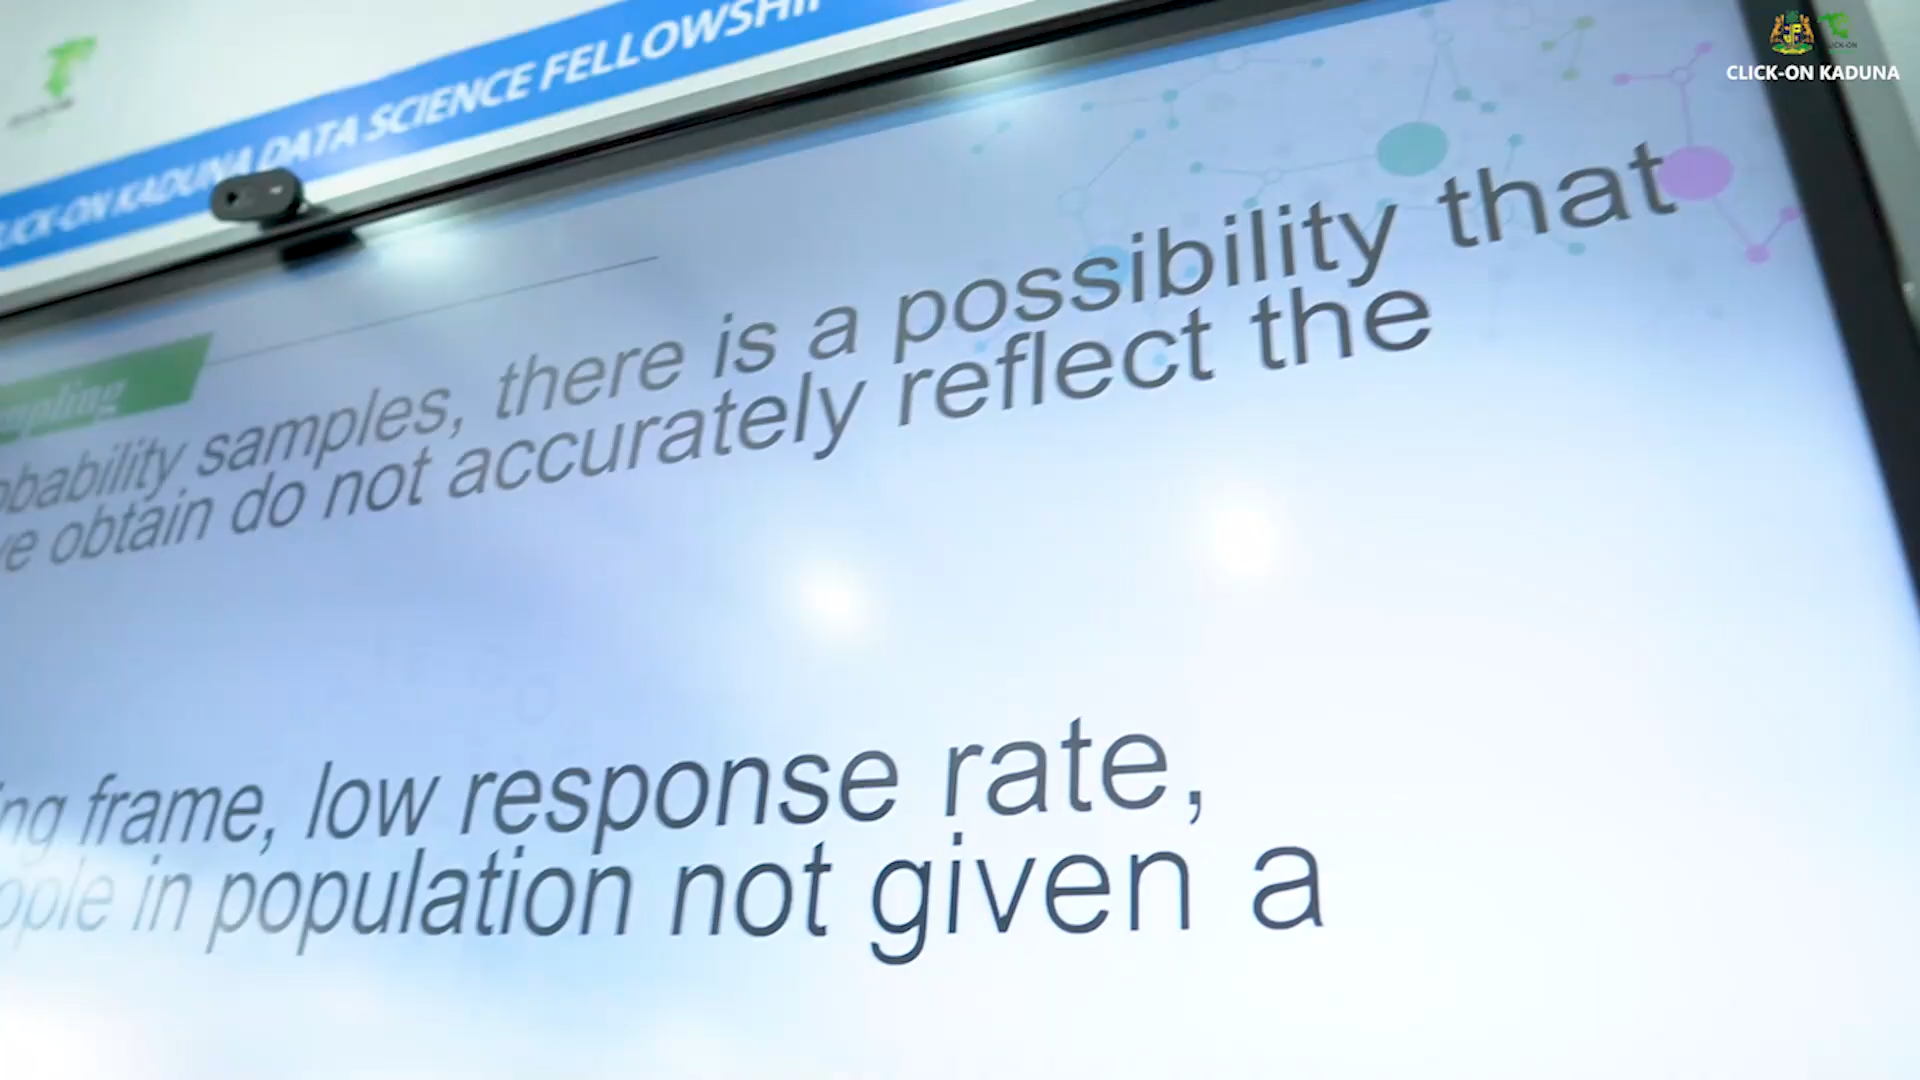 CLICK-ON KADUNA
CLICK-ON KADUNA DATA SCIENCE FELLOWSHIP
samples, there is a possibility that
obtain do not accurately reflect the
frame, low response rate,
in population not given a